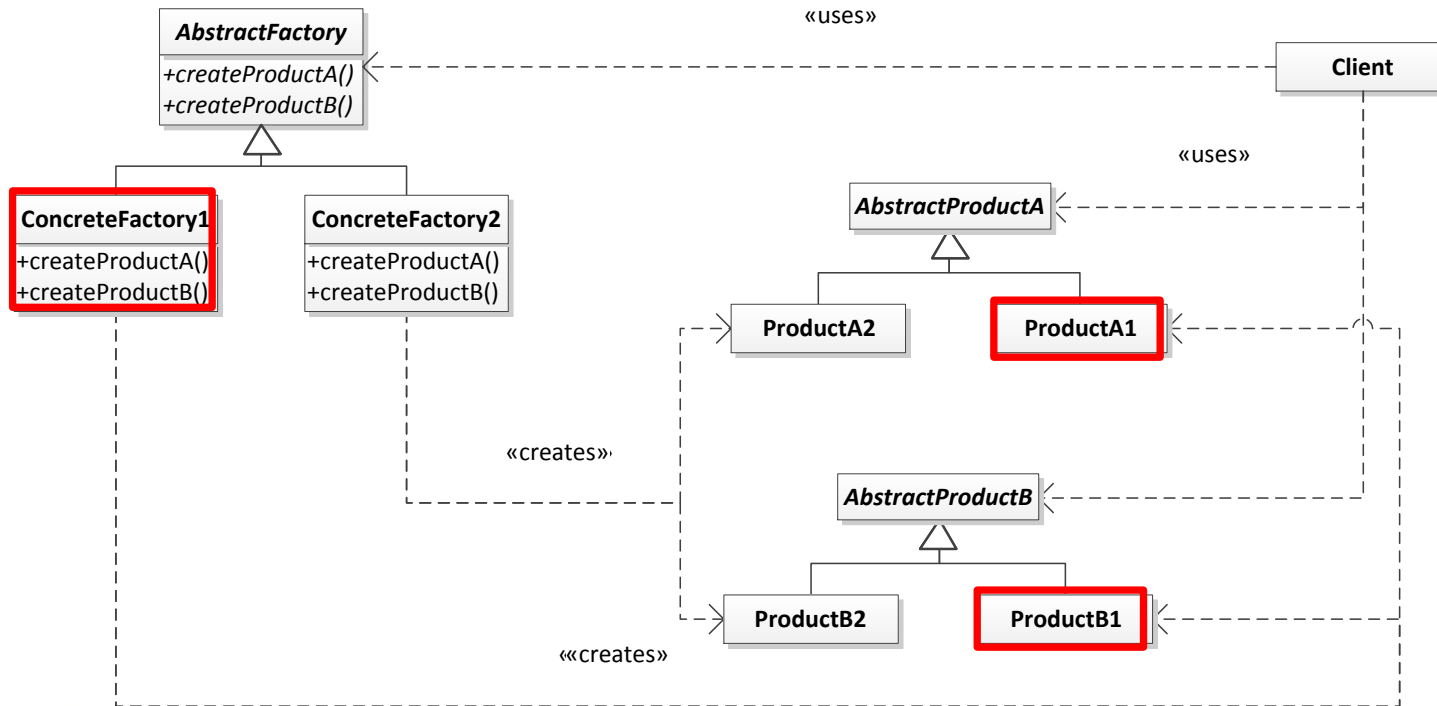 «uses»
AbstractFactory
+createProductA()
+createProductB()
Client
«uses»
ConcreteFactory1
+createProductA()
+createProductB()
ConcreteFactory2
+createProductA()
+createProductB()
AbstractProductA
ProductA2
ProductA1
«creates»
AbstractProductB
ProductB2
ProductB1
«creates»